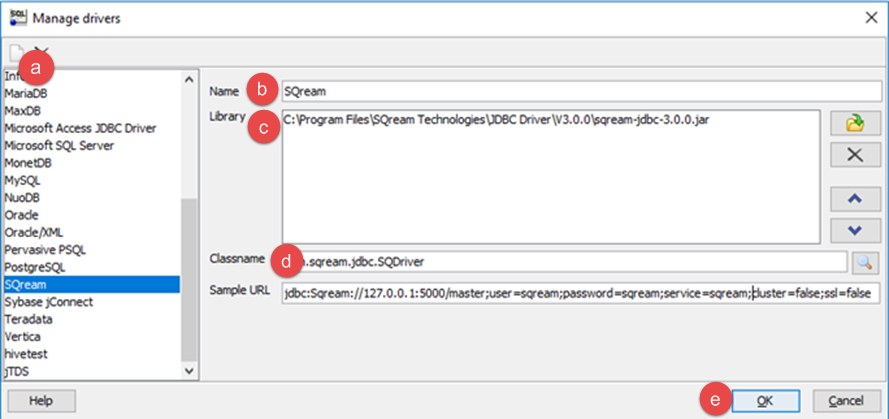 SQL Manage drivers
a
MariaDB
MaxDB
Microsoft Access JDBC Driver
Microsoft SQL Server
MonetDB
MySQL
NuoDB
Oracle
Oracle/XML
Pervasive PSQL
PostgreSQL
SQream
Sybase jConnect
Teradata
Vertica
hivetest
jTDS
Name b SQream
Library c C:\Program Files\SQream Technologies\JDBC Driver\V3.0.0\sqream-jdbc-3.0.0.jar
Classname d .sqream.jdbc.SQDriver
Sample URL jdbc:Sqream://127.0.0.1:5000/master;user=sqream;password=sqream;service=sqream;cluster=false;ssl=false
Help e OK Cancel